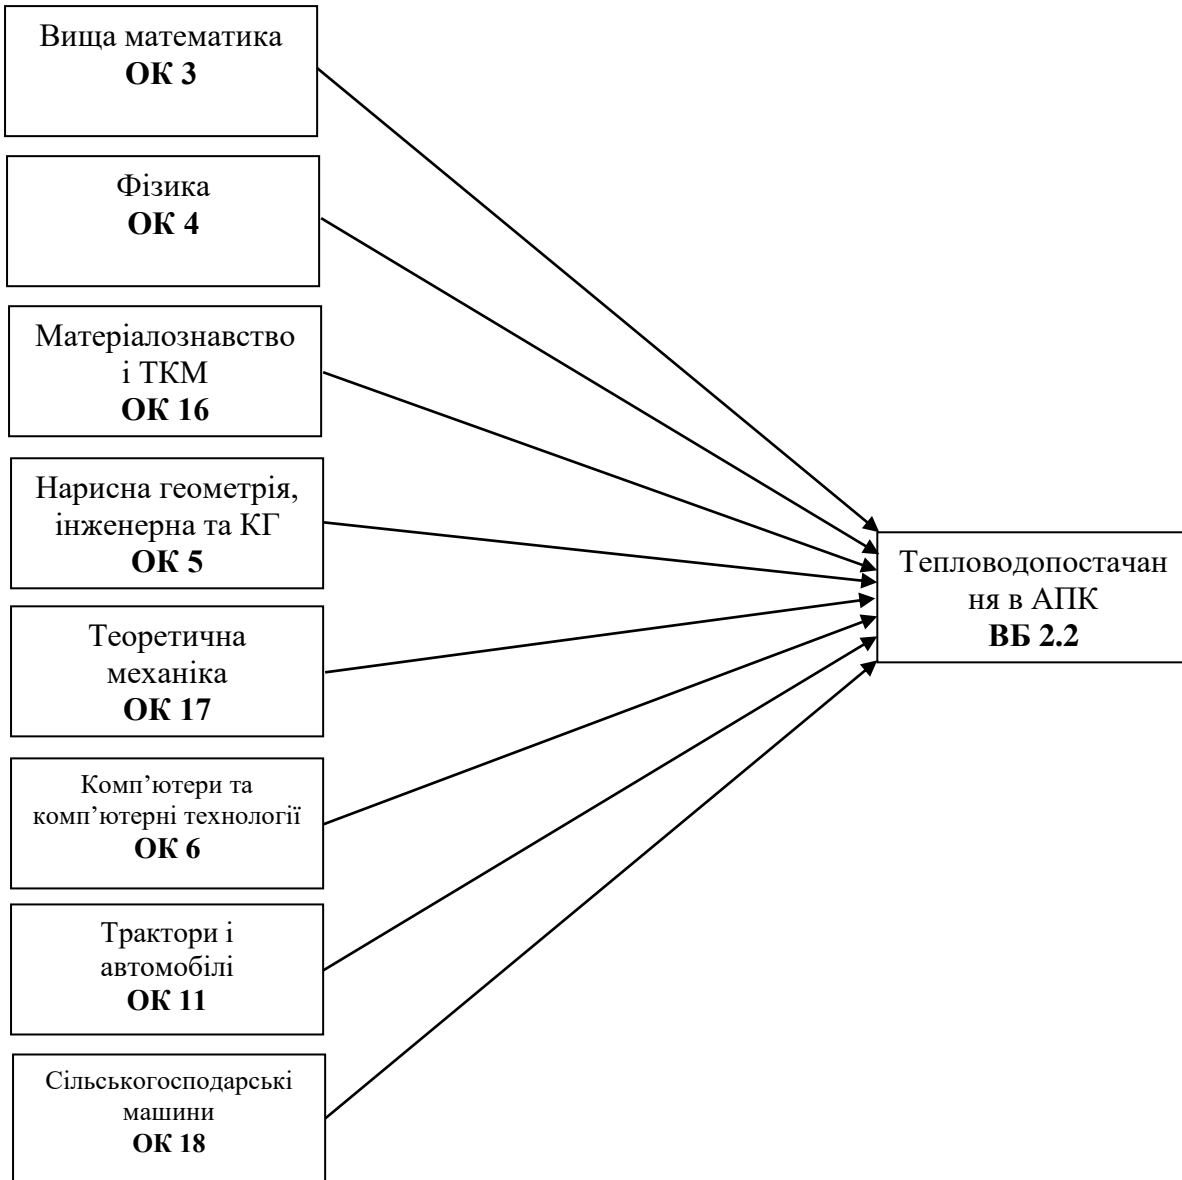 Вища математика
ОК 3
Фізика
ОК 4
Матеріалознавство
і ТКМ
ОК 16
Нарисна геометрія,
інженерна та КГ
ОК 5
Теоретична
механіка
ОК 17
Комп’ютери та
комп’ютерні технології
ОК 6
Трактори і
автомобілі
ОК 11
Сільськогосподарські
машини
ОК 18
Тепловодопостачан
ня в АПК
ВБ 2.2